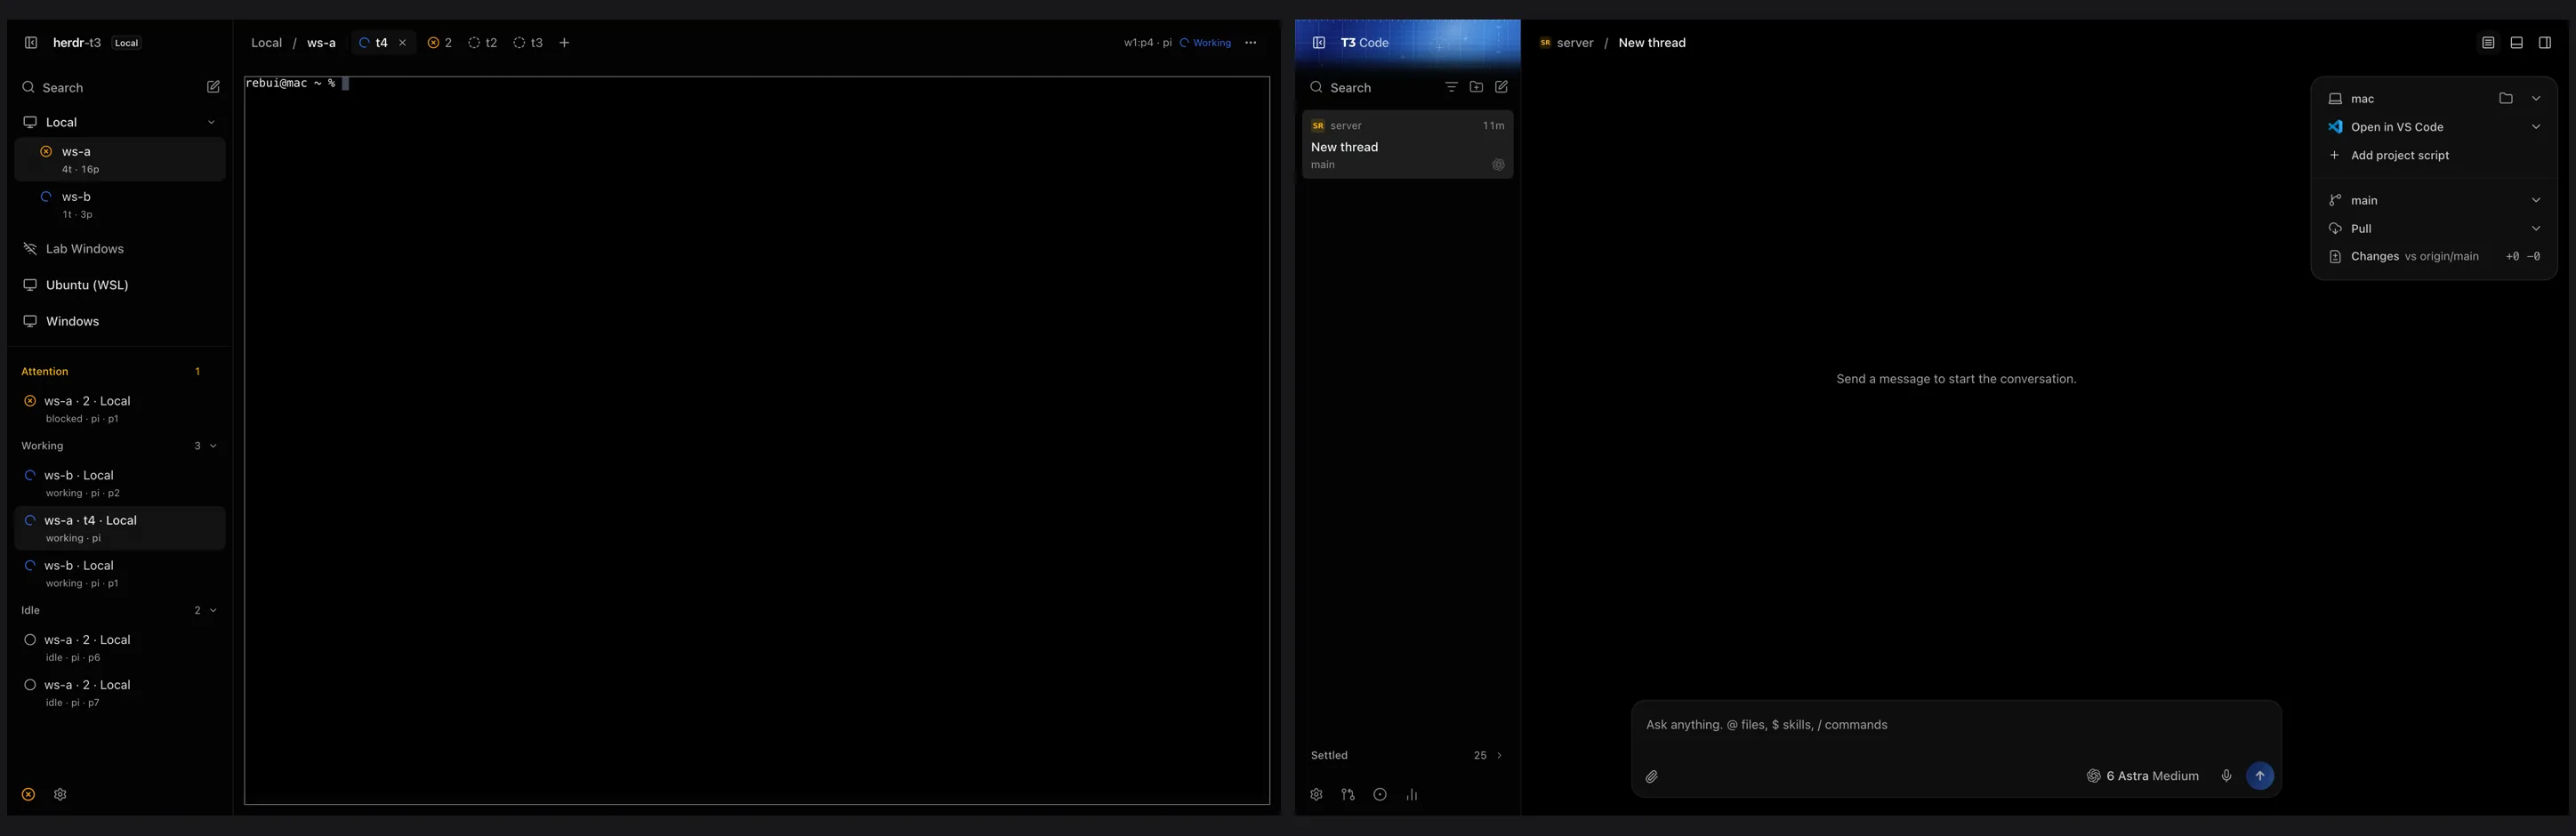 herdr-t3 Local
Search
Local
ws-a
4t · 16p
ws-b
1t · 3p
Lab Windows
Ubuntu (WSL)
Windows
Attention 1
ws-a · 2 · Local
blocked · pi · p1
Working 3
ws-b · Local
working · pi · p2
ws-a · t4 · Local
working · pi
ws-b · Local
working · pi · p1
Idle 2
ws-a · 2 · Local
idle · pi · p6
ws-a · 2 · Local
idle · pi · p7
Local / ws-a t4 × 2 t2 t3 +
w1:p4 · pi Working ···
rebui@mac ~ %
T3 Code
Search
SR server 11m
New thread
main
Settled 25
SR server / New thread
mac
Open in VS Code
+ Add project script
main
Pull
Changes vs origin/main +0 −0
Send a message to start the conversation.
Ask anything. @ files, $ skills, / commands
6 Astra Medium